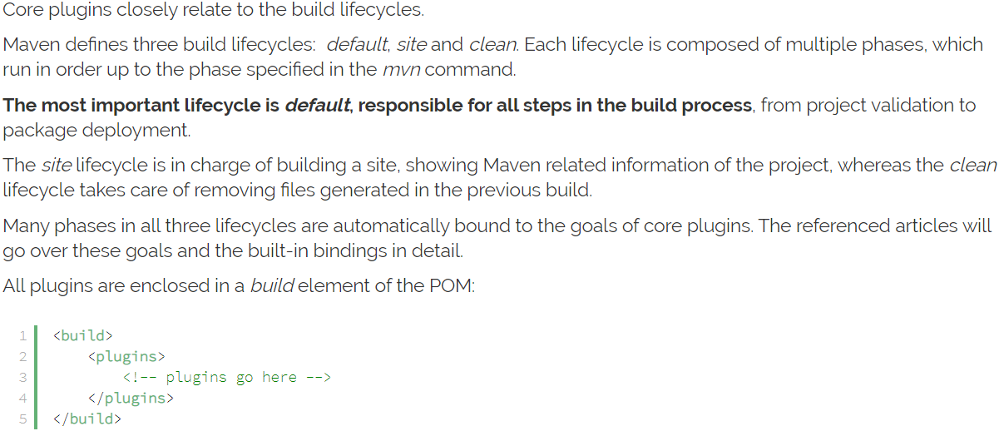 Core plugins closely relate to the build lifecycles.
Maven defines three build lifecycles:  default, site and clean. Each lifecycle is composed of multiple phases, which
run in order up to the phase specified in the mvn command.
The most important lifecycle is default, responsible for all steps in the build process, from project validation to
package deployment.
The site lifecycle is in charge of building a site, showing Maven related information of the project, whereas the clean
lifecycle takes care of removing files generated in the previous build.
Many phases in all three lifecycles are automatically bound to the goals of core plugins. The referenced articles will
go over these goals and the built-in bindings in detail.
All plugins are enclosed in a build element of the POM:
1 <build>
2     <plugins>
3         <!-- plugins go here -->
4     </plugins>
5 </build>